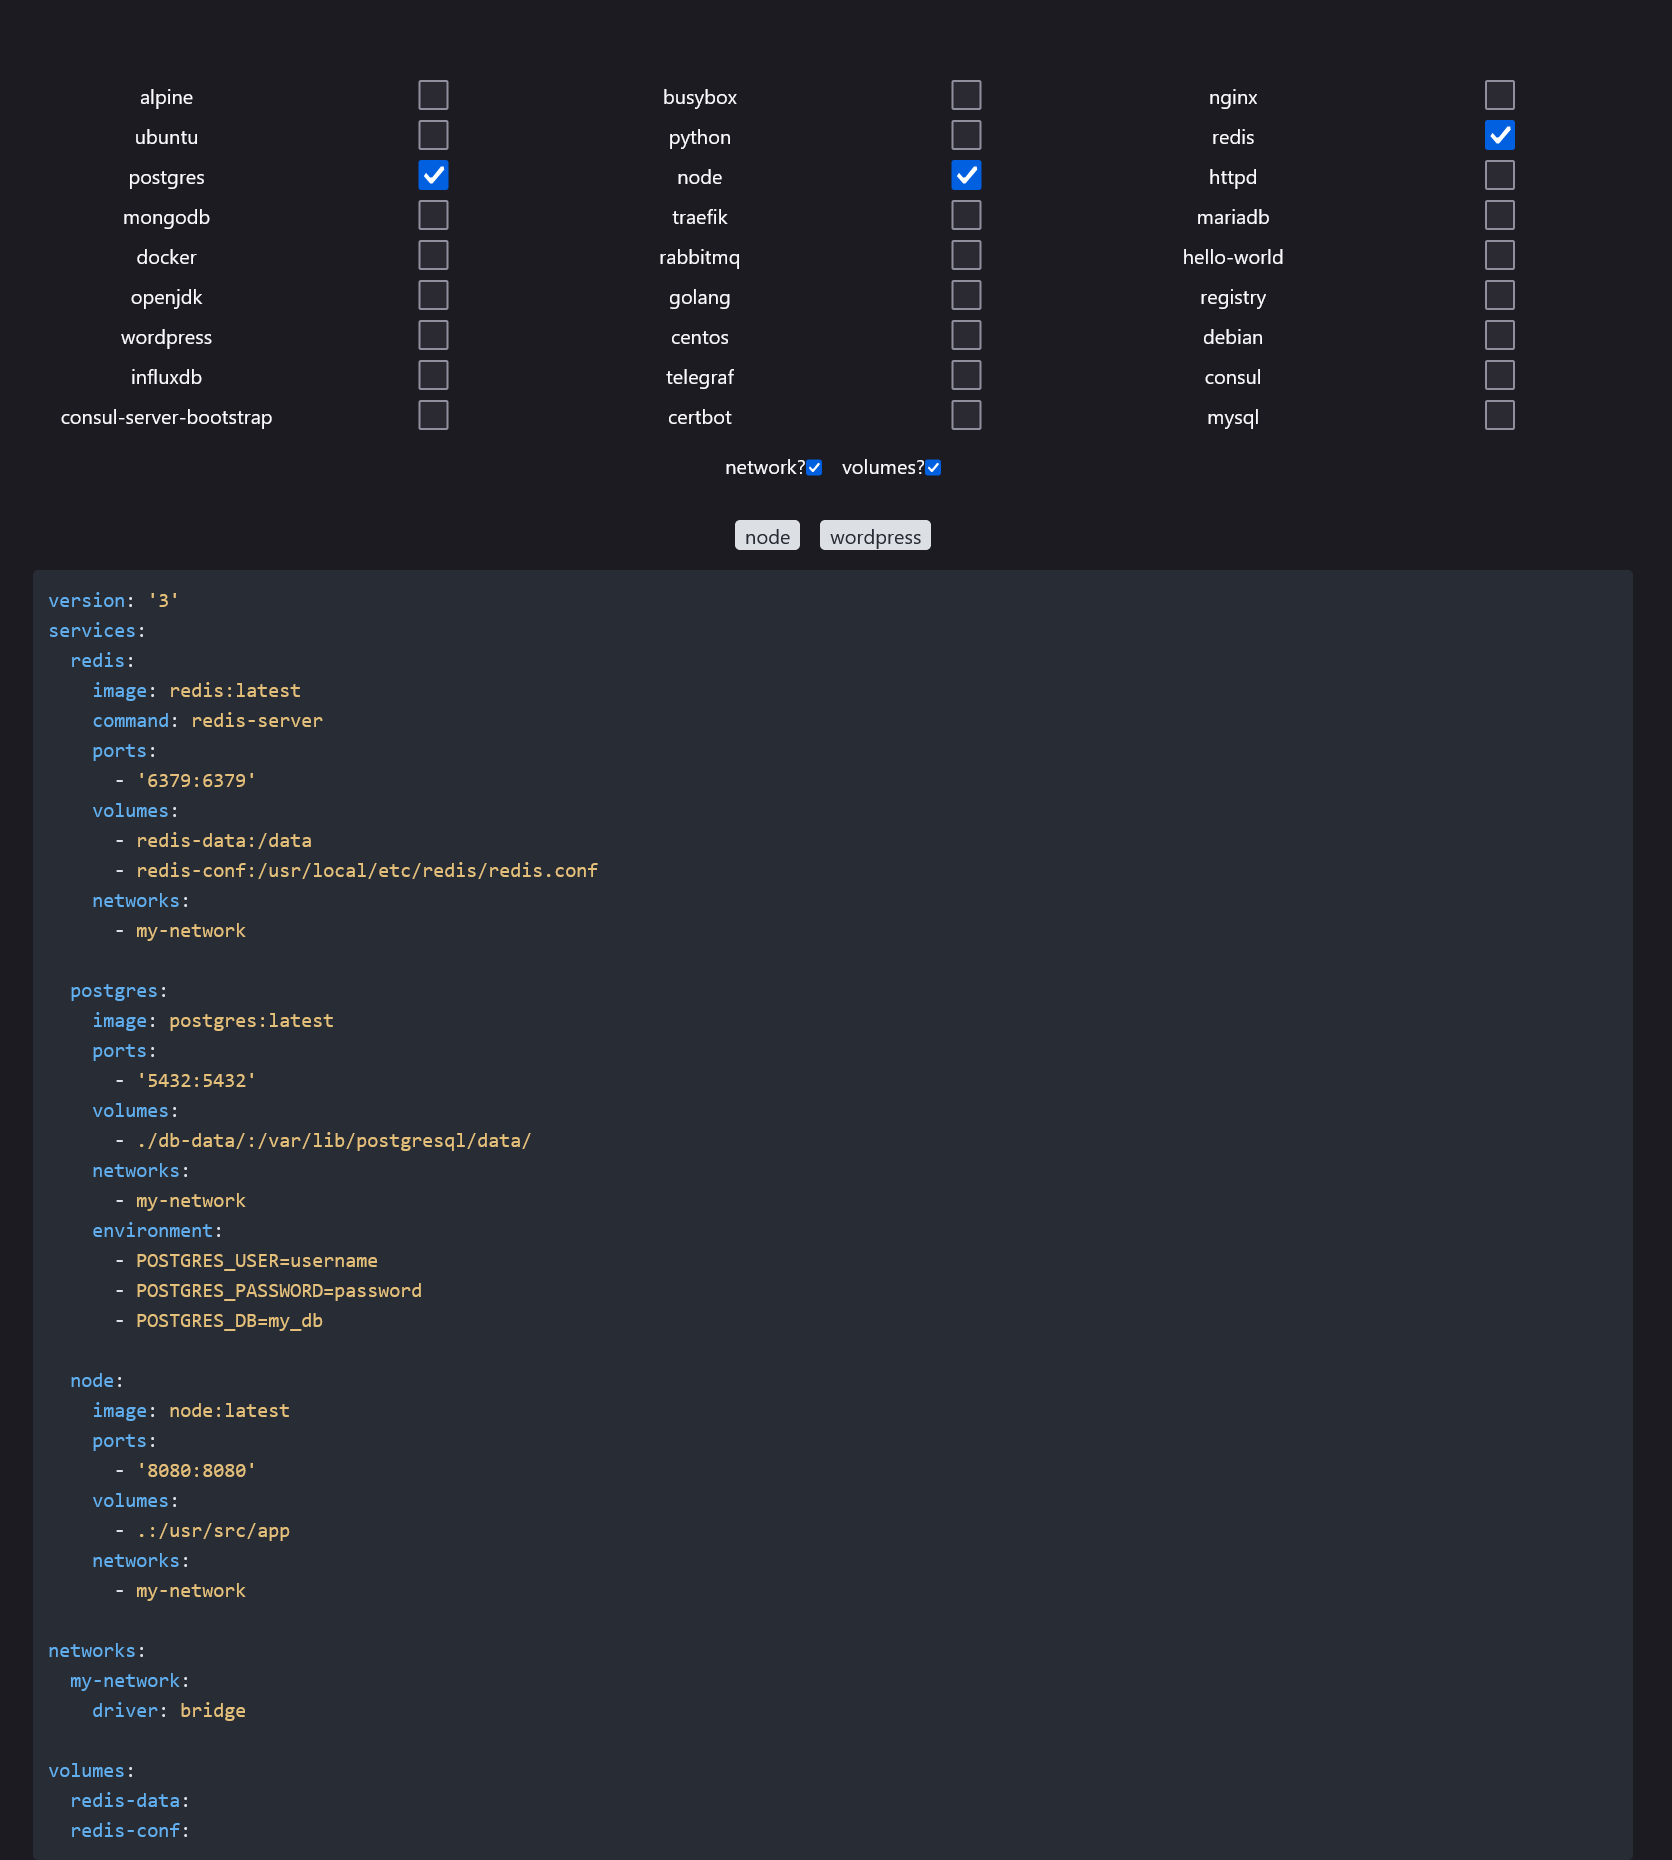 alpine busybox nginx
ubuntu python redis
postgres node httpd
mongodb traefik mariadb
docker rabbitmq hello-world
openjdk golang registry
wordpress centos debian
influxdb telegraf consul
consul-server-bootstrap certbot mysql
network? volumes?
node wordpress
version: '3'
services:
  redis:
    image: redis:latest
    command: redis-server
    ports:
      - '6379:6379'
    volumes:
      - redis-data:/data
      - redis-conf:/usr/local/etc/redis/redis.conf
    networks:
      - my-network
  postgres:
    image: postgres:latest
    ports:
      - '5432:5432'
    volumes:
      - ./db-data/:/var/lib/postgresql/data/
    networks:
      - my-network
    environment:
      - POSTGRES_USER=username
      - POSTGRES_PASSWORD=password
      - POSTGRES_DB=my_db
  node:
    image: node:latest
    ports:
      - '8080:8080'
    volumes:
      - .:/usr/src/app
    networks:
      - my-network
networks:
  my-network:
    driver: bridge
volumes:
  redis-data:
  redis-conf: